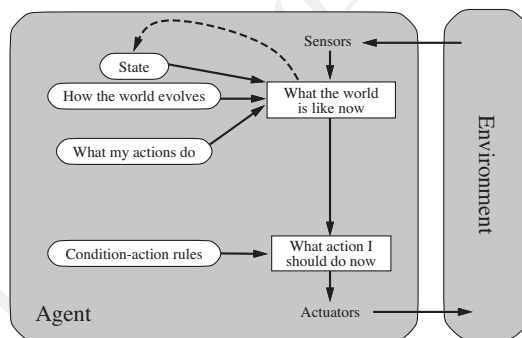 Sensors
State
How the world evolves
What the world
is like now
What my actions do
Environment
Condition-action rules
What action I
should do now
Agent
Actuators